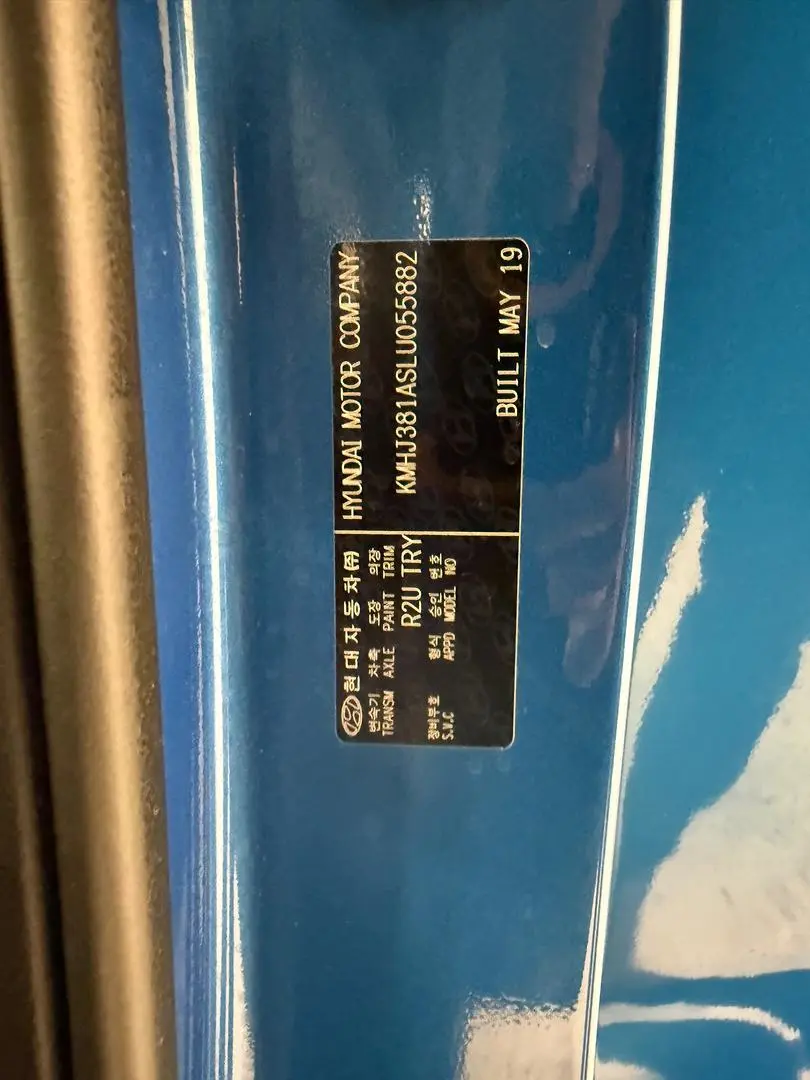 현대자동차㈜
변속기 차축 도장 의장
TRANSM AXLE PAINT TRIM
R2U TRY
장비부호 형식 승인 번호
S.V.C APPD MODEL NO
HYUNDAI MOTOR COMPANY
KMHJ381ASLU055882
BUILT MAY 19